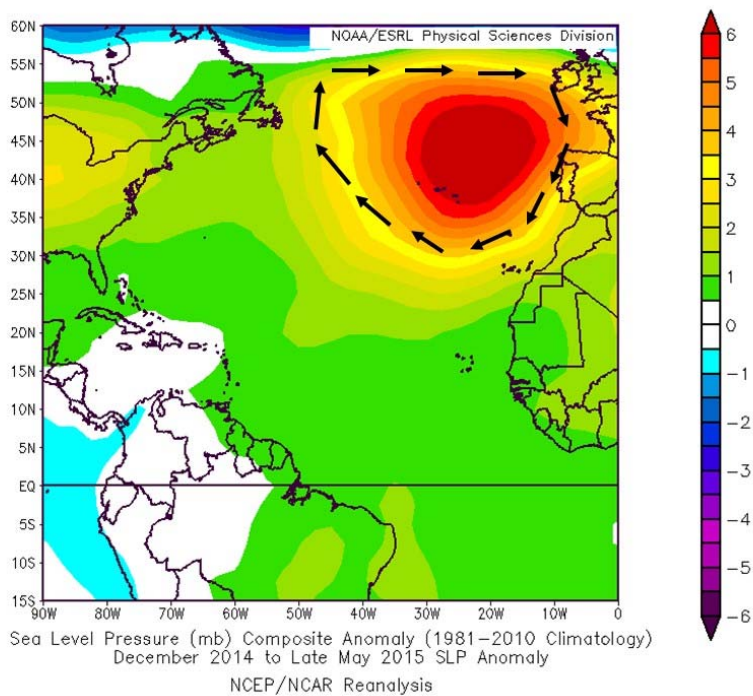 NOAA/ESRL Physical Sciences Division
60N
55N
50N
45N
40N
35N
30N
25N
20N
15N
10N
5N
EQ
5S
10S
15S
90W 80W 70W 60W 50W 40W 30W 20W 10W 0
6
5
4
3
2
1
0
-1
-2
-3
-4
-5
-6
Sea Level Pressure (mb) Composite Anomaly (1981-2010 Climatology)
December 2014 to Late May 2015 SLP Anomaly
NCEP/NCAR Reanalysis